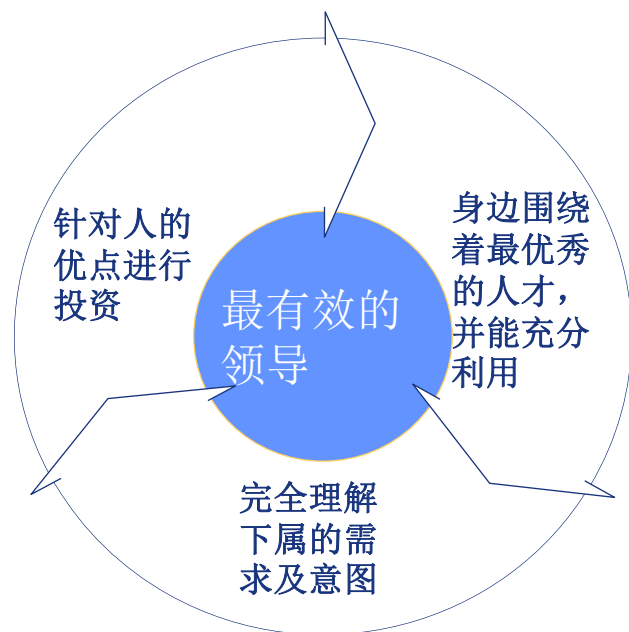 针对人的
优点进行
投资
最有效的
领导
身边围绕
着最优秀
的人才，
并能充分
利用
完全理解
下属的需
求及意图